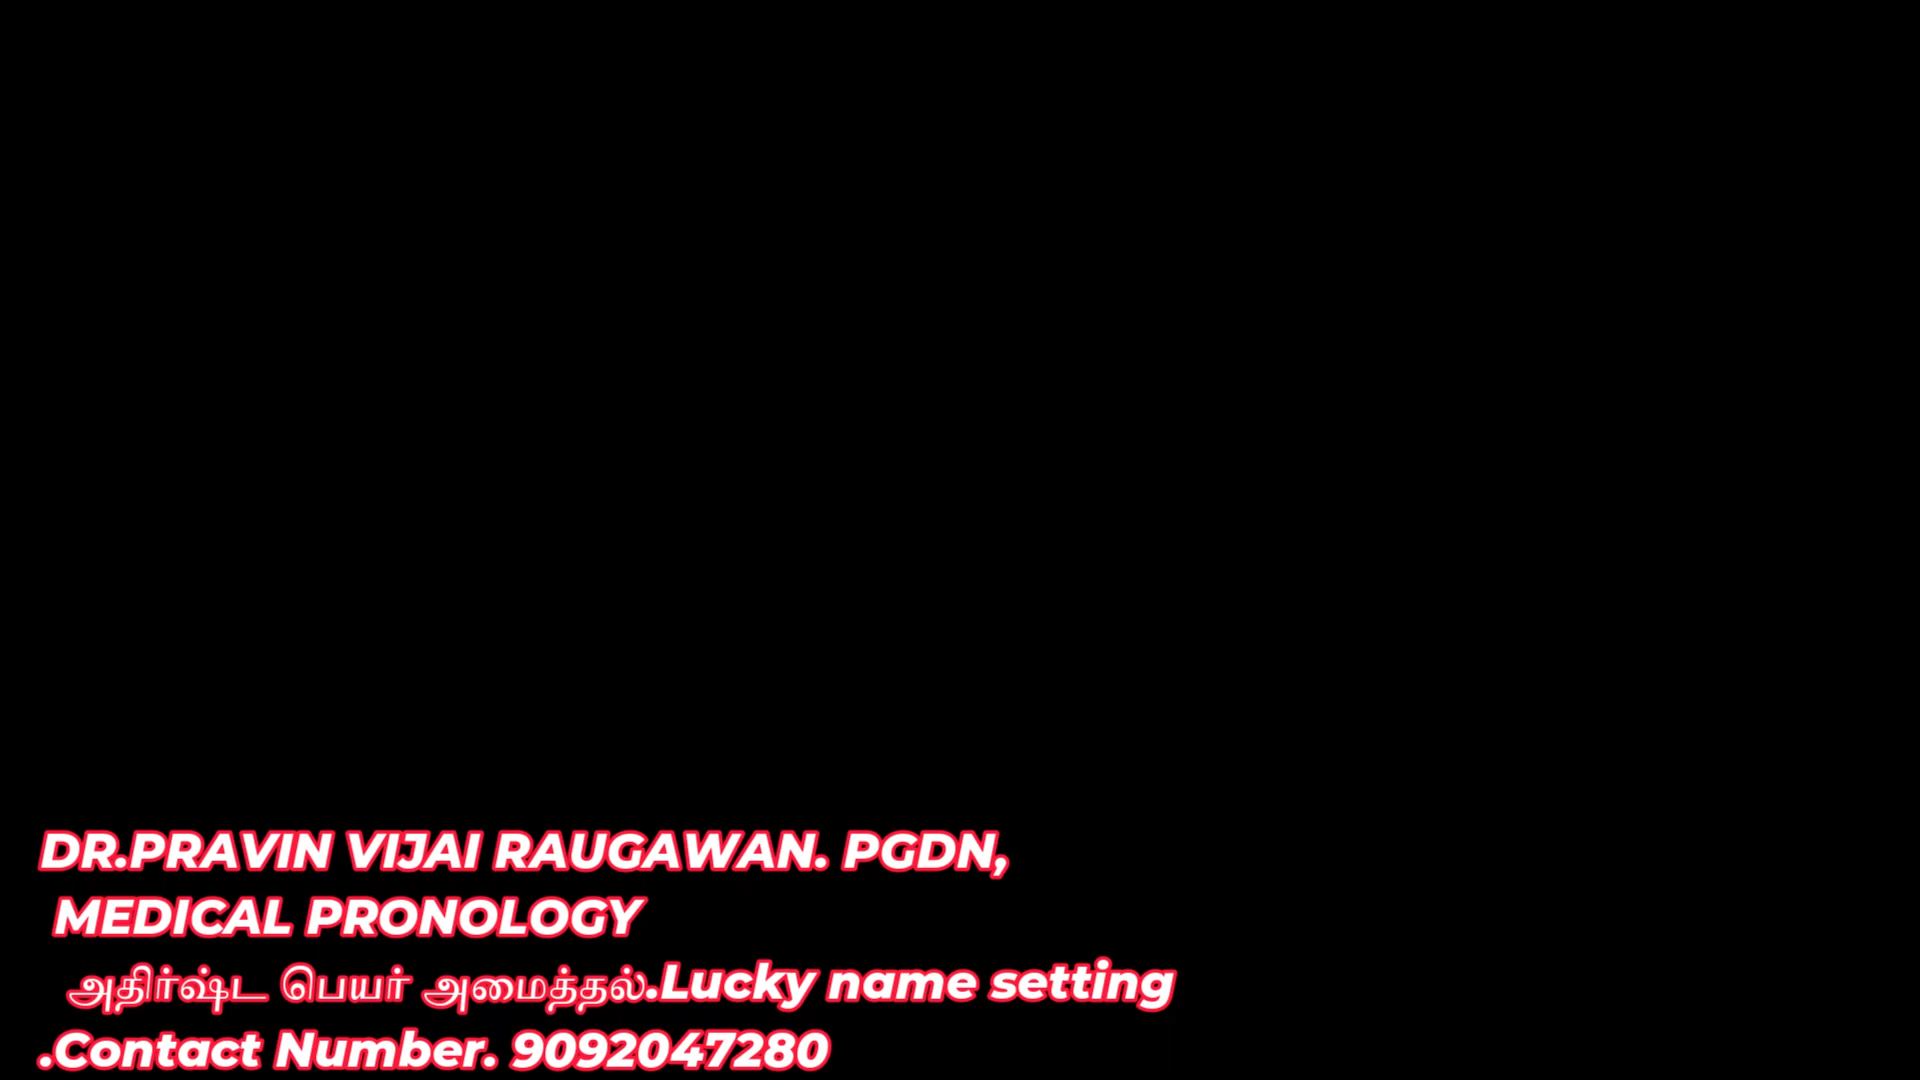 DR.PRAVIN VIJAI RAUGAWAN. PGDN,
MEDICAL PRONOLOGY
அதிர்ஷ்ட பெயர் அமைத்தல்.Lucky name setting
.Contact Number. 9092047280